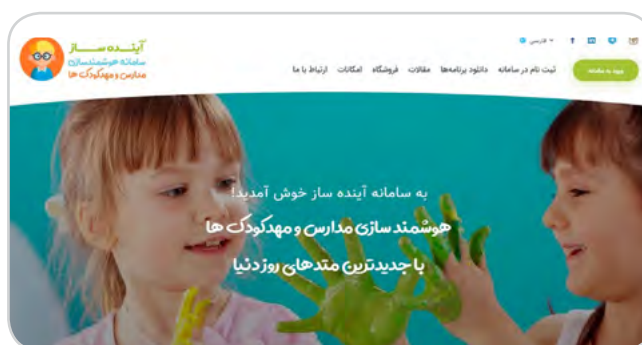 آینده ساز
سامانه هوشمندسازی
مدارس و مهدکودک ها
فارسی
ورود به سامانه
ثبت نام در سامانه دانلود برنامه‌ها مقالات فروشگاه امکانات ارتباط با ما
به سامانه آینده ساز خوش آمدید!
هوشمند سازی مدارس و مهدکودک ها
با جدیدترین متدهای روز دنیا